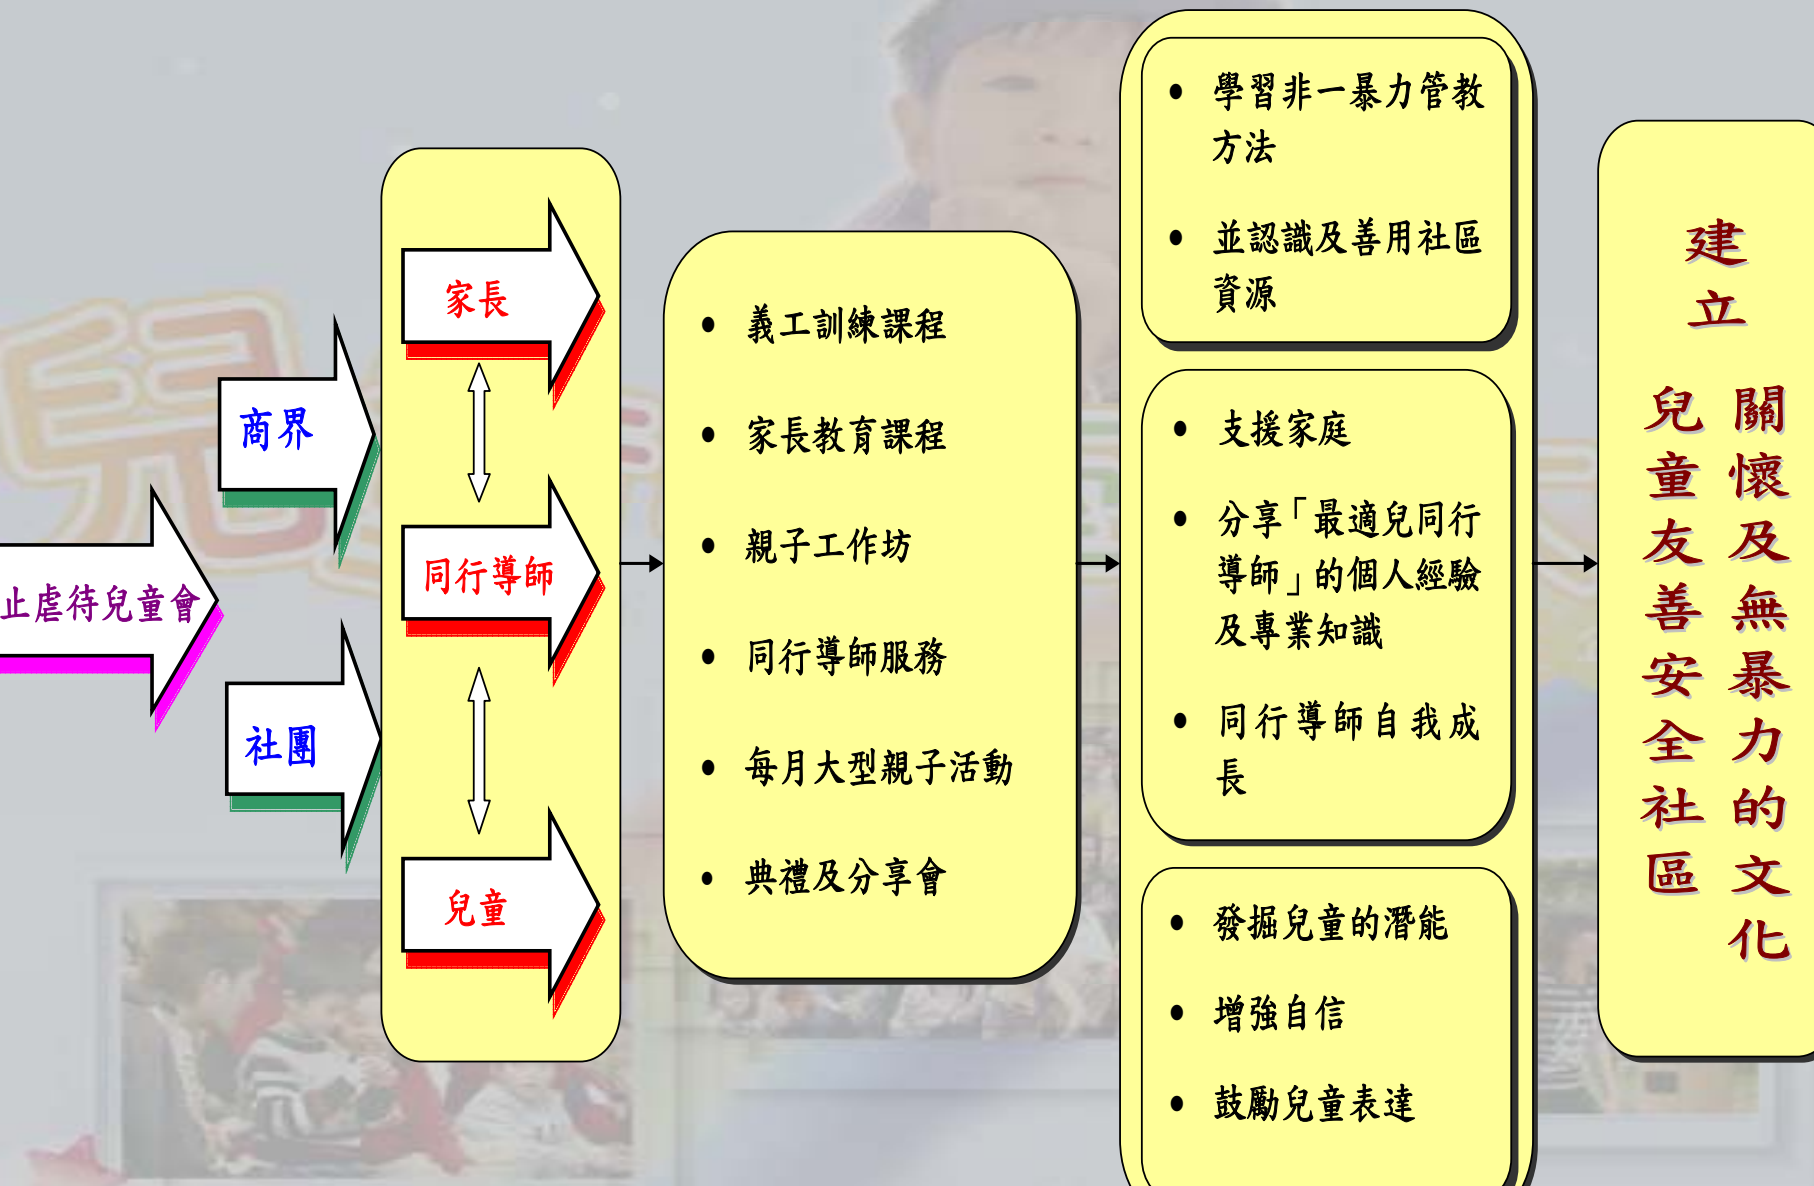 止虐待兒童會
商界
社團
家長
同行導師
兒童
• 義工訓練課程
• 家長教育課程
• 親子工作坊
• 同行導師服務
• 每月大型親子活動
• 典禮及分享會
• 學習非一暴力管教
方法
• 並認識及善用社區
資源
• 支援家庭
• 分享「最適兒同行
導師」的個人經驗
及專業知識
• 同行導師自我成
長
• 發掘兒童的潛能
• 增強自信
• 鼓勵兒童表達
建立
關懷及無暴力的文化
兒童友善安全社區